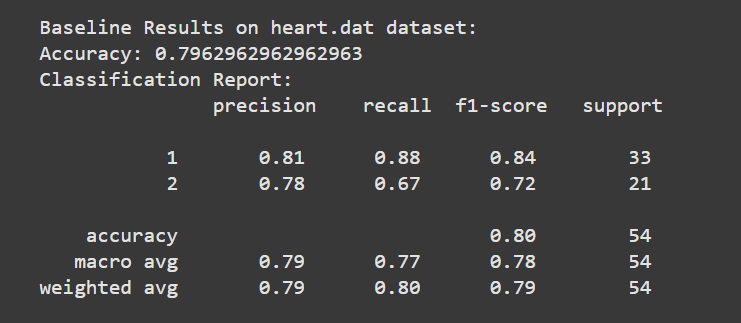 Baseline Results on heart.dat dataset:
Accuracy: 0.7962962962962963
Classification Report:
precision recall f1-score support
1 0.81 0.88 0.84 33
2 0.78 0.67 0.72 21
accuracy 0.80 54
macro avg 0.79 0.77 0.78 54
weighted avg 0.79 0.80 0.79 54